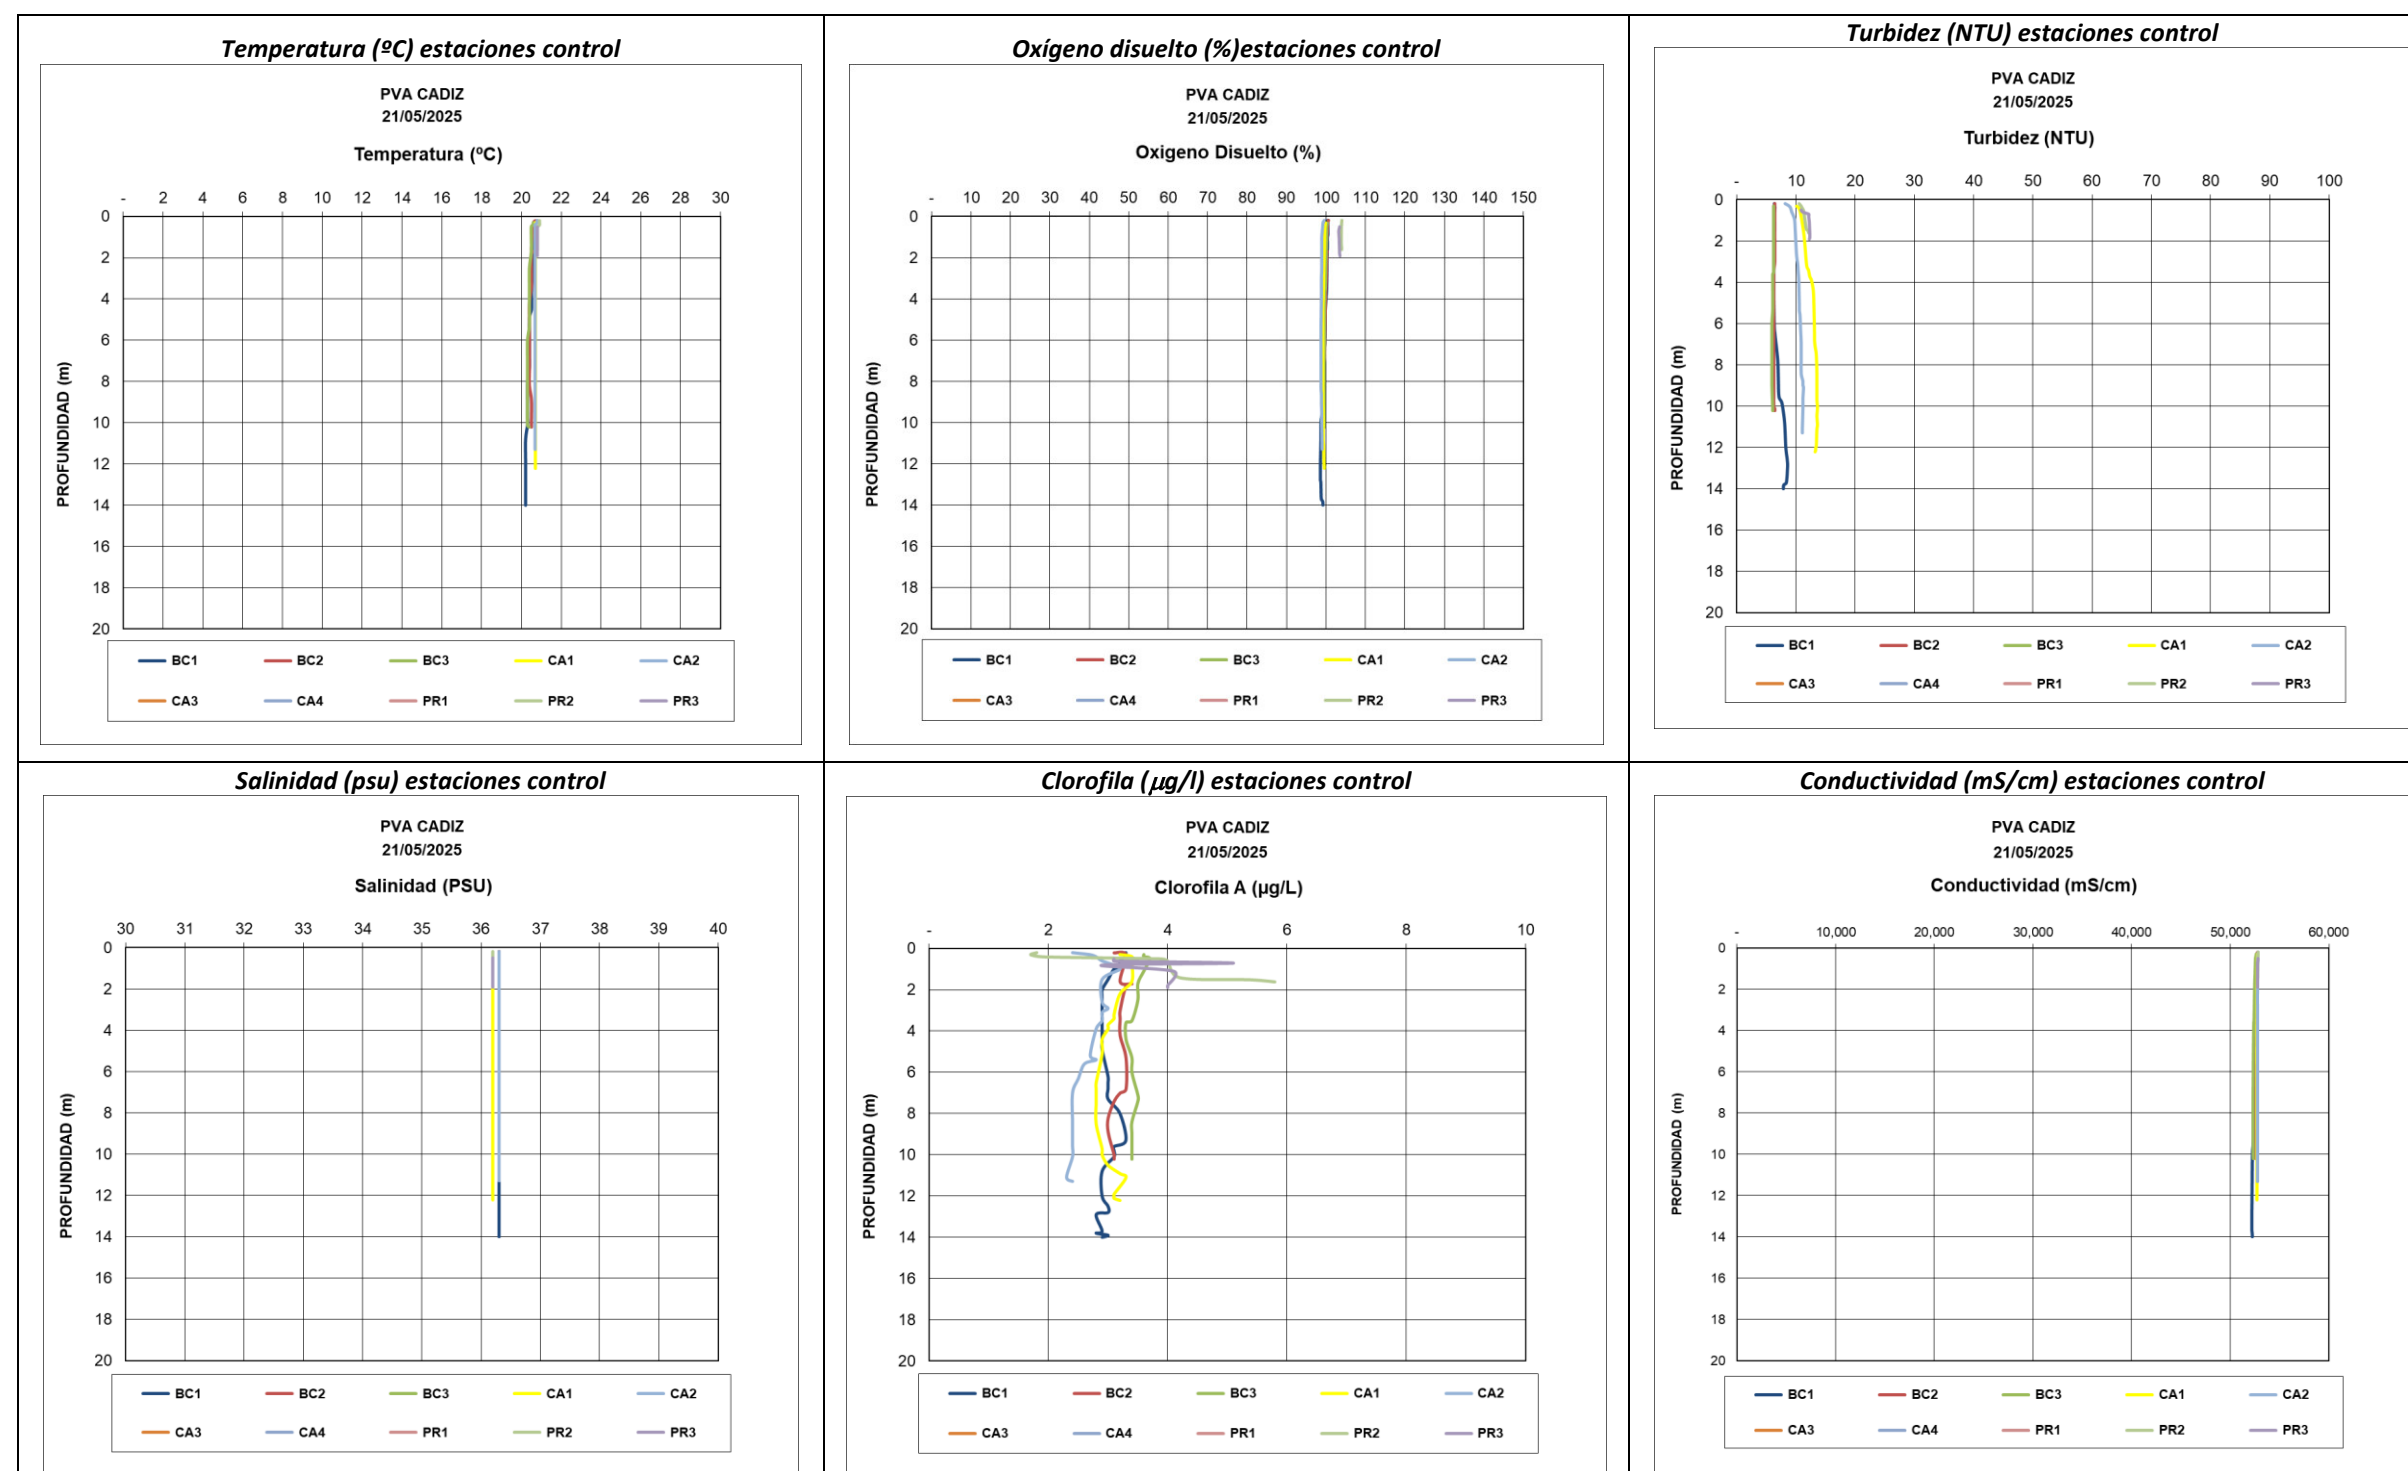 Temperatura (ºC) estaciones control
PVA CADIZ
21/05/2025
Temperatura (ºC)
- 2 4 6 8 10 12 14 16 18 20 22 24 26 28 30
0
2
4
6
8
10
12
14
16
18
20
PROFUNDIDAD (m)
BC1 BC2 BC3 CA1 CA2
CA3 CA4 PR1 PR2 PR3
Oxígeno disuelto (%)estaciones control
PVA CADIZ
21/05/2025
Oxigeno Disuelto (%)
- 10 20 30 40 50 60 70 80 90 100 110 120 130 140 150
0
2
4
6
8
10
12
14
16
18
20
PROFUNDIDAD (m)
BC1 BC2 BC3 CA1 CA2
CA3 CA4 PR1 PR2 PR3
Turbidez (NTU) estaciones control
PVA CADIZ
21/05/2025
Turbidez (NTU)
- 10 20 30 40 50 60 70 80 90 100
0
2
4
6
8
10
12
14
16
18
20
PROFUNDIDAD (m)
BC1 BC2 BC3 CA1 CA2
CA3 CA4 PR1 PR2 PR3
Salinidad (psu) estaciones control
PVA CADIZ
21/05/2025
Salinidad (PSU)
30 31 32 33 34 35 36 37 38 39 40
0
2
4
6
8
10
12
14
16
18
20
PROFUNDIDAD (m)
BC1 BC2 BC3 CA1 CA2
CA3 CA4 PR1 PR2 PR3
Clorofila (µg/l) estaciones control
PVA CADIZ
21/05/2025
Clorofila A (µg/L)
- 2 4 6 8 10
0
2
4
6
8
10
12
14
16
18
20
PROFUNDIDAD (m)
BC1 BC2 BC3 CA1 CA2
CA3 CA4 PR1 PR2 PR3
Conductividad (mS/cm) estaciones control
PVA CADIZ
21/05/2025
Conductividad (mS/cm)
- 10,000 20,000 30,000 40,000 50,000 60,000
0
2
4
6
8
10
12
14
16
18
20
PROFUNDIDAD (m)
BC1 BC2 BC3 CA1 CA2
CA3 CA4 PR1 PR2 PR3